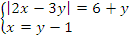 |2x − 3y| = 6 + y
x = y − 1